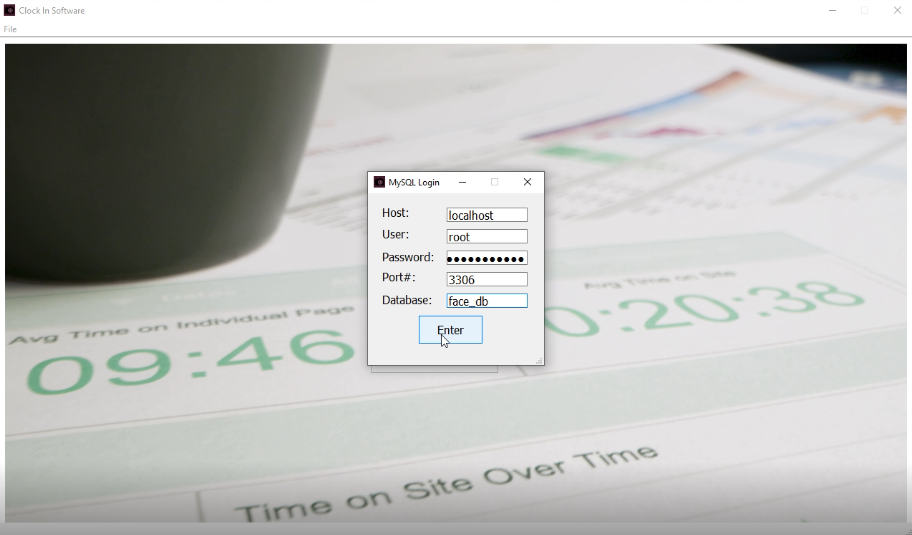 Clock In Software
File
MySQL Login
Host: localhost
User: root
Password: ●●●●●●●●●●●
Port#: 3306
Database: face_db
Enter
Avg Time on Individual Page
Avg Time on Site
09:46
0:20:38
Time on Site Over Time